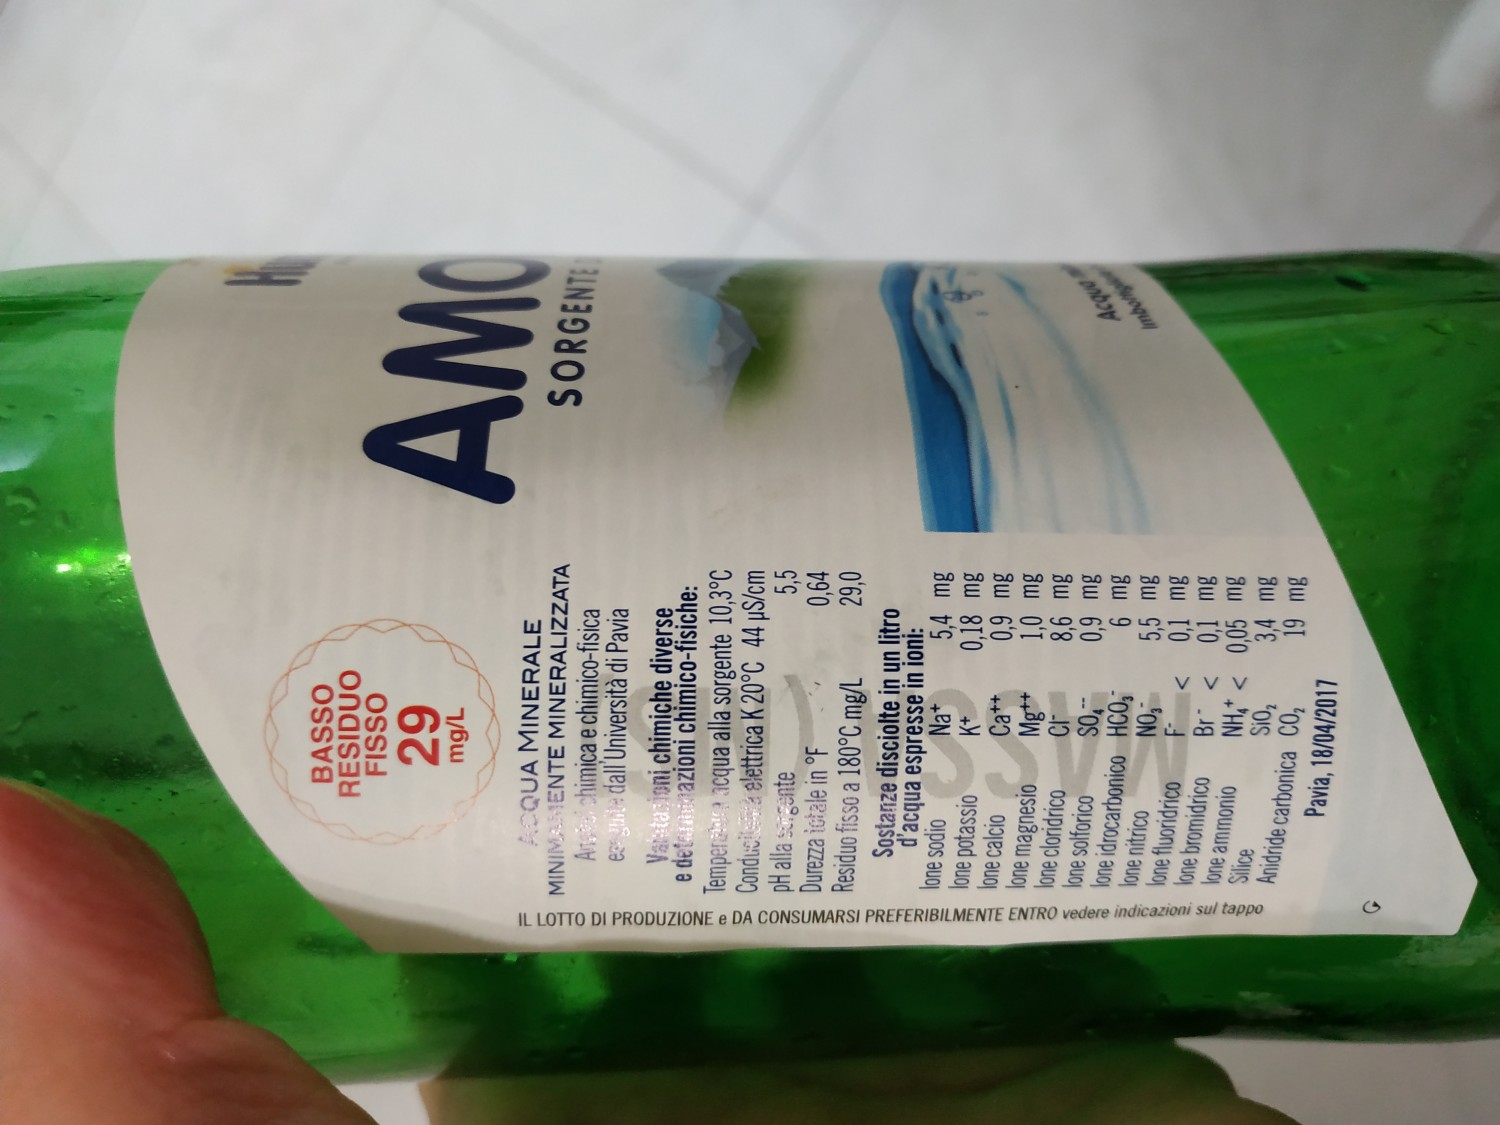 BASSO
RESIDUO
FISSO
29
mg/L
AMO
SORGENTE
ACQUA MINERALE
MINIMAMENTE MINERALIZZATA
Analisi chimica e chimico-fisica
eseguite dall'Università di Pavia
Valutazioni chimiche diverse
e determinazioni chimico-fisiche:
Temperatura acqua alla sorgente 10,3°C
Conducibilità elettrica K 20°C 44 µS/cm
pH alla sorgente 5,5
Durezza totale in °F 0,64
Residuo fisso a 180°C mg/L 29,0
Sostanze disciolte in un litro
d'acqua espresse in ioni:
Ione sodio Na⁺ 5,4 mg
Ione potassio K⁺ 0,18 mg
Ione calcio Ca⁺⁺ 0,9 mg
Ione magnesio Mg⁺⁺ 1,0 mg
Ione cloridrico Cl⁻ 8,6 mg
Ione solforico SO₄⁻⁻ 0,9 mg
Ione idrocarbonico HCO₃⁻ 6 mg
Ione nitrico NO₃⁻ 5,5 mg
Ione fluoridrico F⁻ < 0,1 mg
Ione bromidrico Br⁻ < 0,1 mg
Ione ammonio NH₄⁺ < 0,05 mg
Silice SiO₂ 3,4 mg
Anidride carbonica CO₂ 19 mg
Pavia, 18/04/2017
IL LOTTO DI PRODUZIONE e DA CONSUMARSI PREFERIBILMENTE ENTRO vedere indicazioni sul tappo
G
Acqua